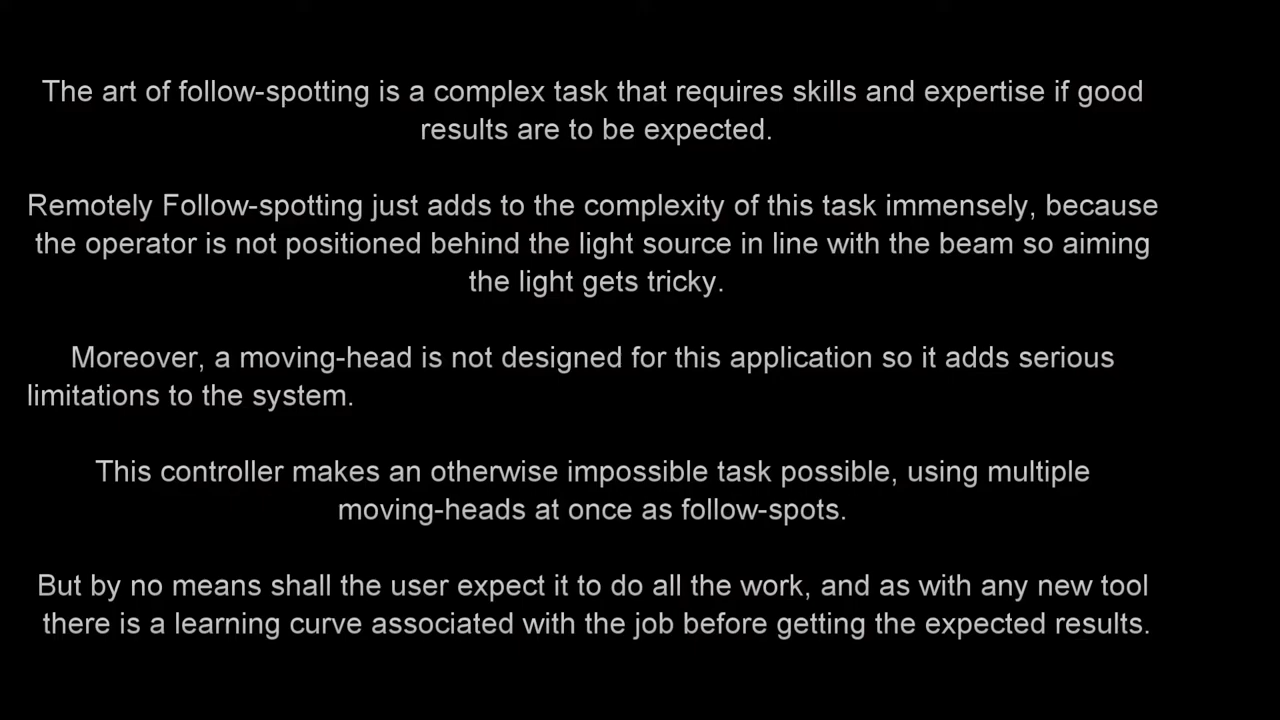 The art of follow-spotting is a complex task that requires skills and expertise if good
results are to be expected.
Remotely Follow-spotting just adds to the complexity of this task immensely, because
the operator is not positioned behind the light source in line with the beam so aiming
the light gets tricky.
Moreover, a moving-head is not designed for this application so it adds serious
limitations to the system.
This controller makes an otherwise impossible task possible, using multiple
moving-heads at once as follow-spots.
But by no means shall the user expect it to do all the work, and as with any new tool
there is a learning curve associated with the job before getting the expected results.